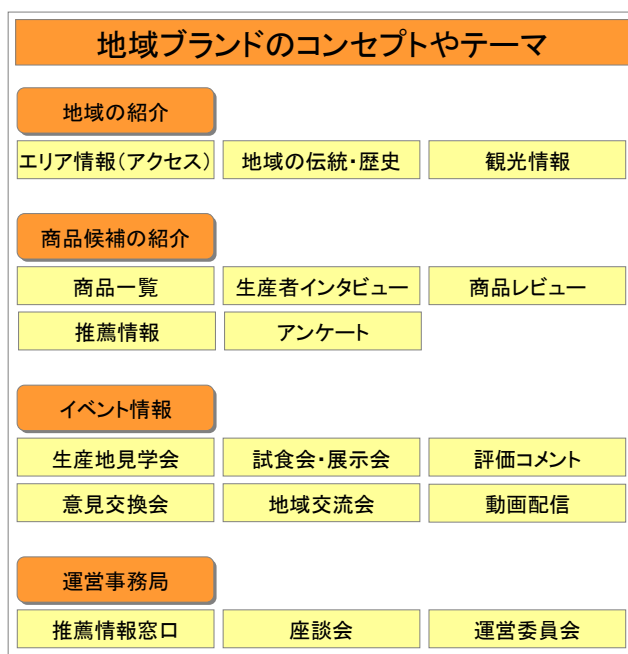 地域ブランドのコンセプトやテーマ
地域の紹介
エリア情報(アクセス) 地域の伝統・歴史 観光情報
商品候補の紹介
商品一覧 生産者インタビュー 商品レビュー
推薦情報 アンケート
イベント情報
生産地見学会 試食会・展示会 評価コメント
意見交換会 地域交流会 動画配信
運営事務局
推薦情報窓口 座談会 運営委員会